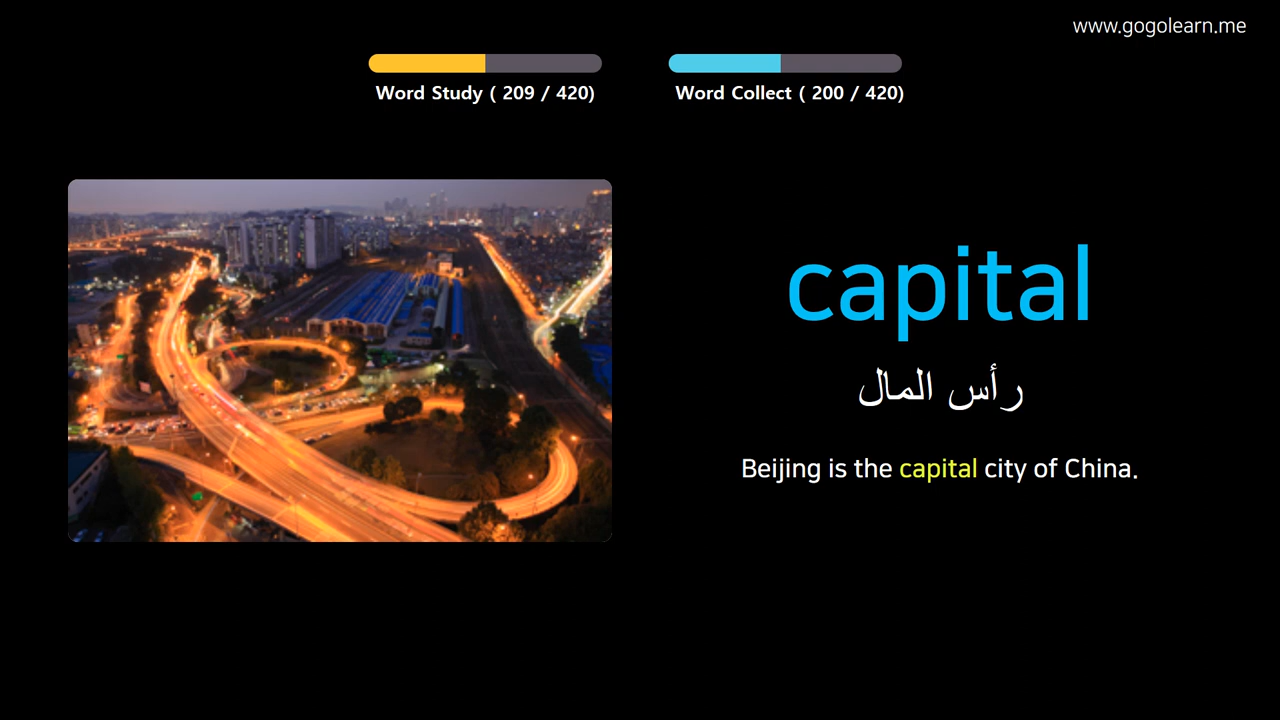 www.gogolearn.me
Word Study ( 209 / 420)
Word Collect ( 200 / 420)
capital
رأس المال
Beijing is the capital city of China.